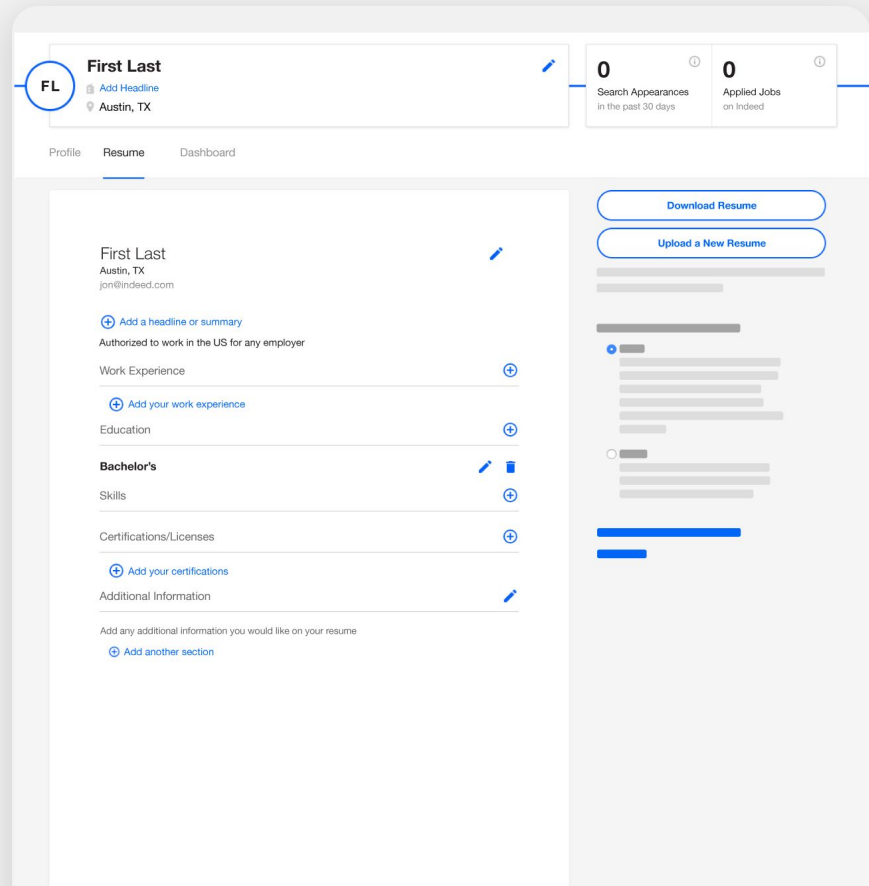 First Last
FL
Add Headline
Austin, TX
0
Search Appearances
in the past 30 days
0
Applied Jobs
on Indeed
Profile Resume Dashboard
Download Resume
Upload a New Resume
First Last
Austin, TX
jon@indeed.com
Add a headline or summary
Authorized to work in the US for any employer
Work Experience
Add your work experience
Education
Bachelor's
Skills
Certifications/Licenses
Add your certifications
Additional Information
Add any additional information you would like on your resume
Add another section